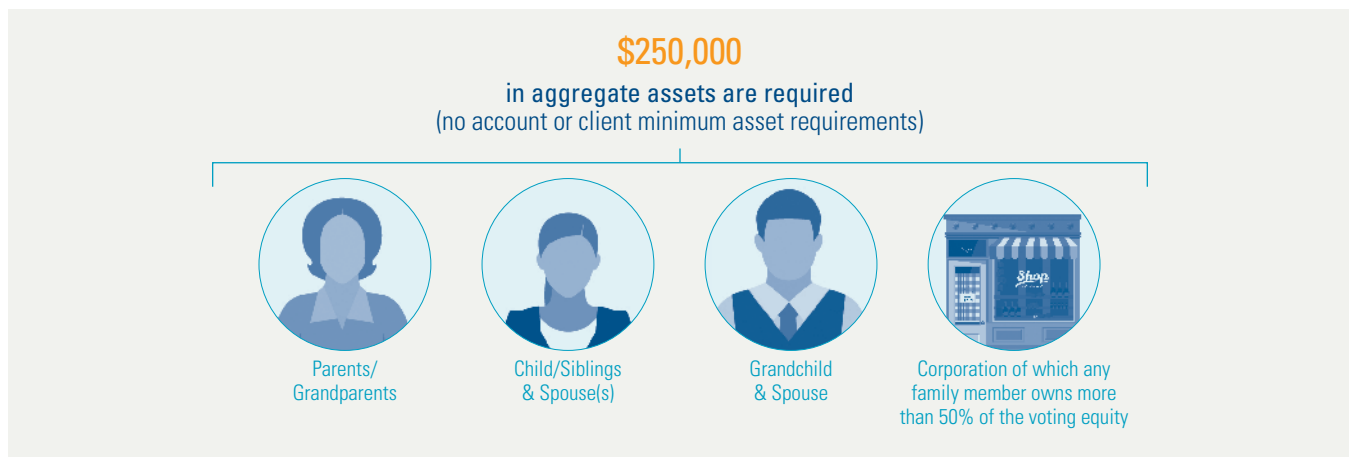 $250,000
in aggregate assets are required
(no account or client minimum asset requirements)
Shop
Parents/
Grandparents
Child/Siblings
& Spouse(s)
Grandchild
& Spouse
Corporation of which any
family member owns more
than 50% of the voting equity